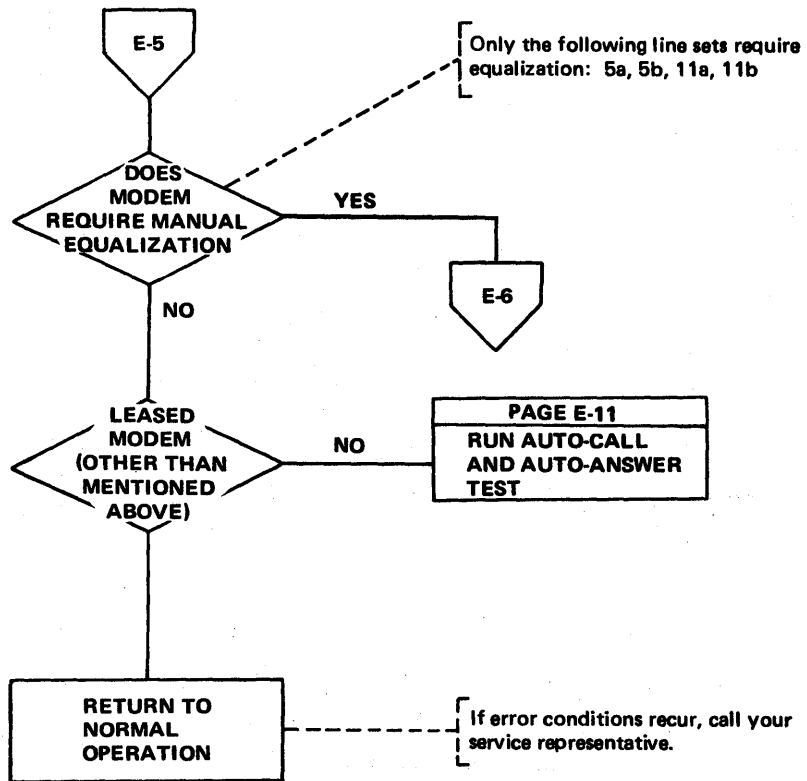 E-5
Only the following line sets require
equalization: 5a, 5b, 11a, 11b
DOES
MODEM
REQUIRE MANUAL
EQUALIZATION
YES
E-6
NO
LEASED
MODEM
(OTHER THAN
MENTIONED
ABOVE)
NO
PAGE E-11
RUN AUTO-CALL
AND AUTO-ANSWER
TEST
RETURN TO
NORMAL
OPERATION
If error conditions recur, call your
service representative.